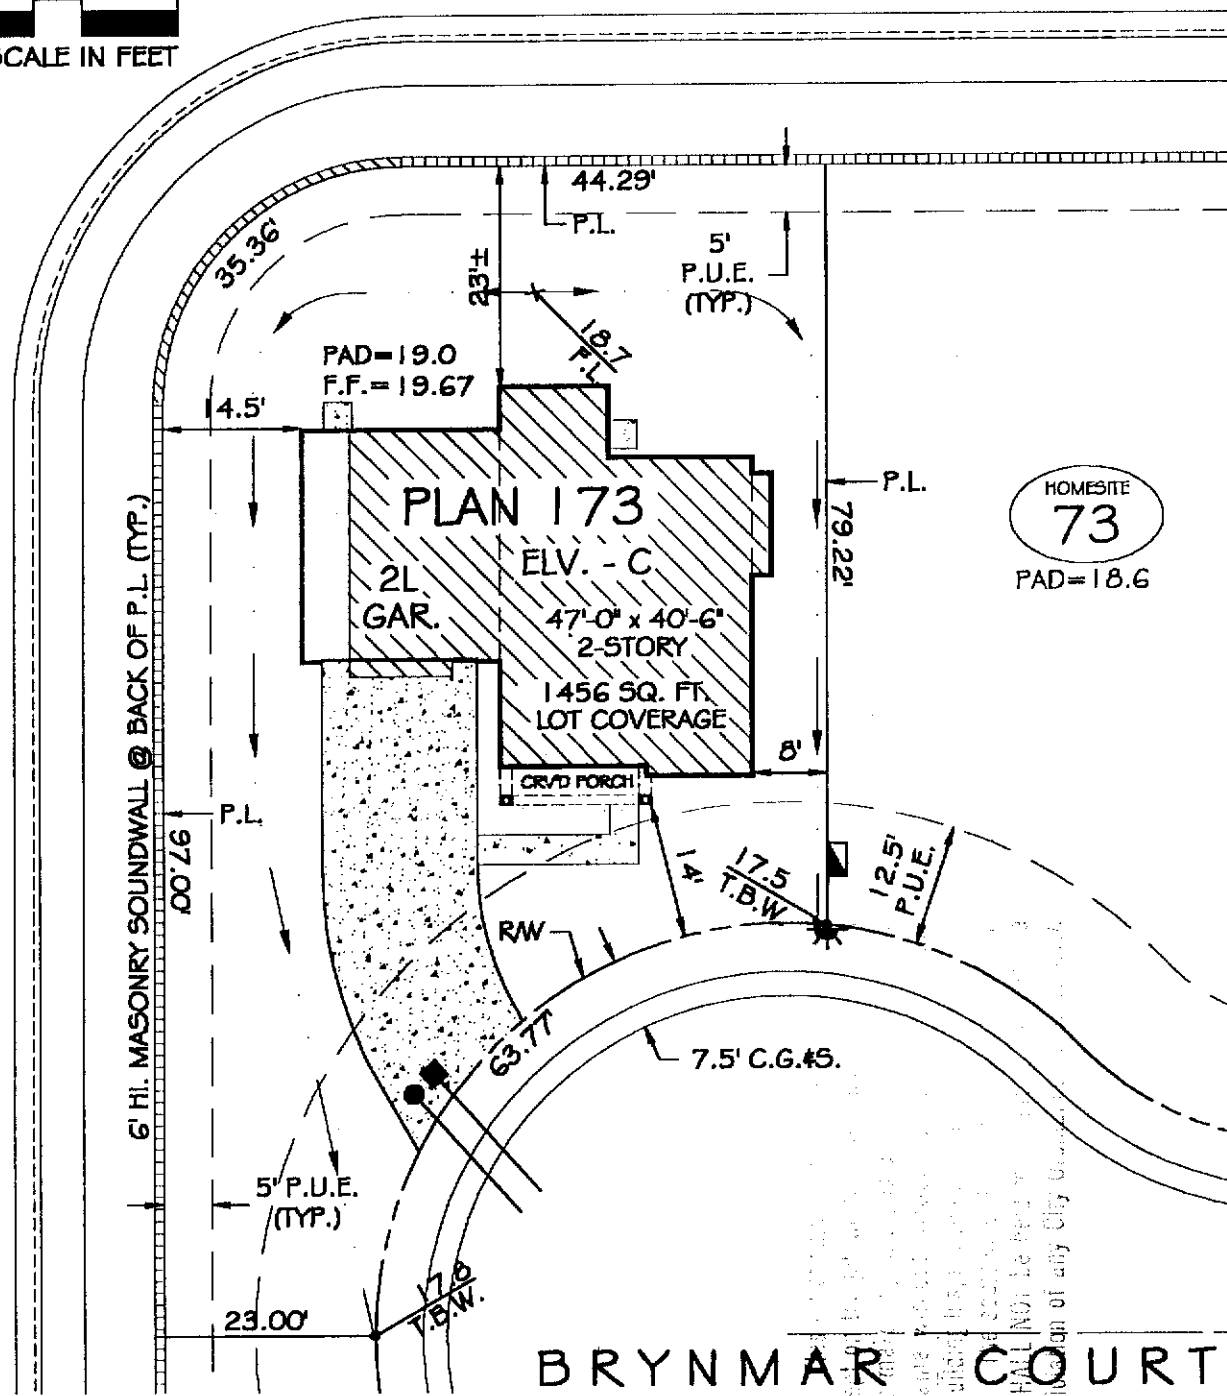 SCALE IN FEET
44.29'
P.L.
35.36'
5'
P.U.E.
(TYP.)
23'±
18.7
P.L.
PAD=19.0
F.F.=19.67
14.5'
PLAN 173
ELV. - C
2L
GAR.
47'-0" x 40'-6"
2-STORY
1456 SQ. FT.
LOT COVERAGE
P.L.
79.22'
HOMESITE
73
PAD=18.6
6' HI. MASONRY SOUNDWALL @ BACK OF P.L. (TYP.)
P.L.
97.00'
8'
CRV'D PORCH
14'
17.5
T.B.W
12.5'
P.U.E.
R/W
63.77'
7.5' C.G.&S.
5' P.U.E.
(TYP.)
17.8
T.B.W.
23.00'
of any City
BRYNMAR COURT